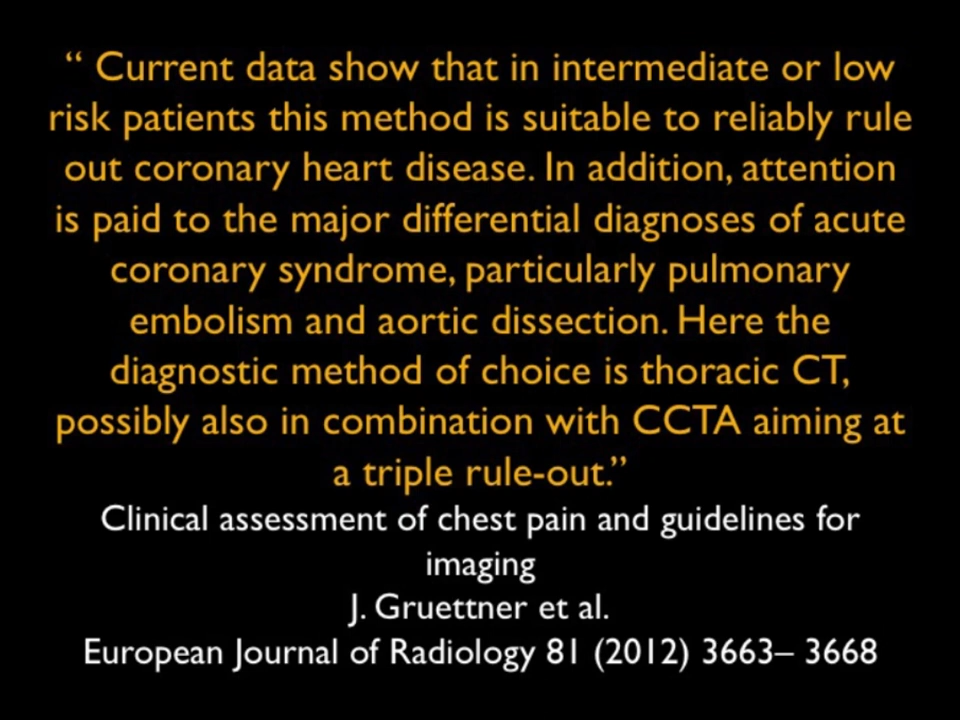 “ Current data show that in intermediate or low
risk patients this method is suitable to reliably rule
out coronary heart disease. In addition, attention
is paid to the major differential diagnoses of acute
coronary syndrome, particularly pulmonary
embolism and aortic dissection. Here the
diagnostic method of choice is thoracic CT,
possibly also in combination with CCTA aiming at
a triple rule-out.”
Clinical assessment of chest pain and guidelines for
imaging
J. Gruettner et al.
European Journal of Radiology 81 (2012) 3663– 3668